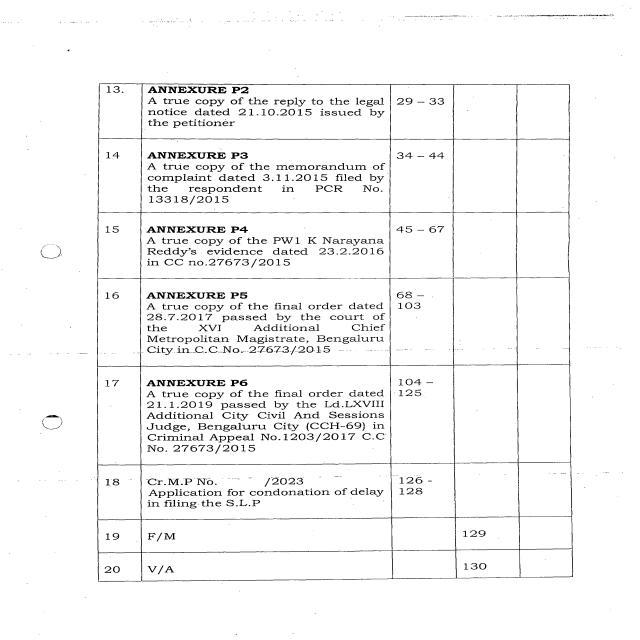 13. ANNEXURE P2
A true copy of the reply to the legal 29 – 33
notice dated 21.10.2015 issued by
the petitioner
14 ANNEXURE P3 34 – 44
A true copy of the memorandum of
complaint dated 3.11.2015 filed by
the respondent in PCR No.
13318/2015
15 ANNEXURE P4 45 – 67
A true copy of the PW1 K Narayana
Reddy's evidence dated 23.2.2016
in CC no.27673/2015
16 ANNEXURE P5 68 –
A true copy of the final order dated 103
28.7.2017 passed by the court of
the XVI Additional Chief
Metropolitan Magistrate, Bengaluru
City in C.C No. 27673/2015
17 ANNEXURE P6 104 –
A true copy of the final order dated 125
21.1.2019 passed by the Ld.LXVIII
Additional City Civil And Sessions
Judge, Bengaluru City (CCH-69) in
Criminal Appeal No.1203/2017 C.C
No. 27673/2015
18 Cr.M.P No. /2023 126 -
Application for condonation of delay 128
in filing the S.L.P
19 F/M 129
20 V/A 130